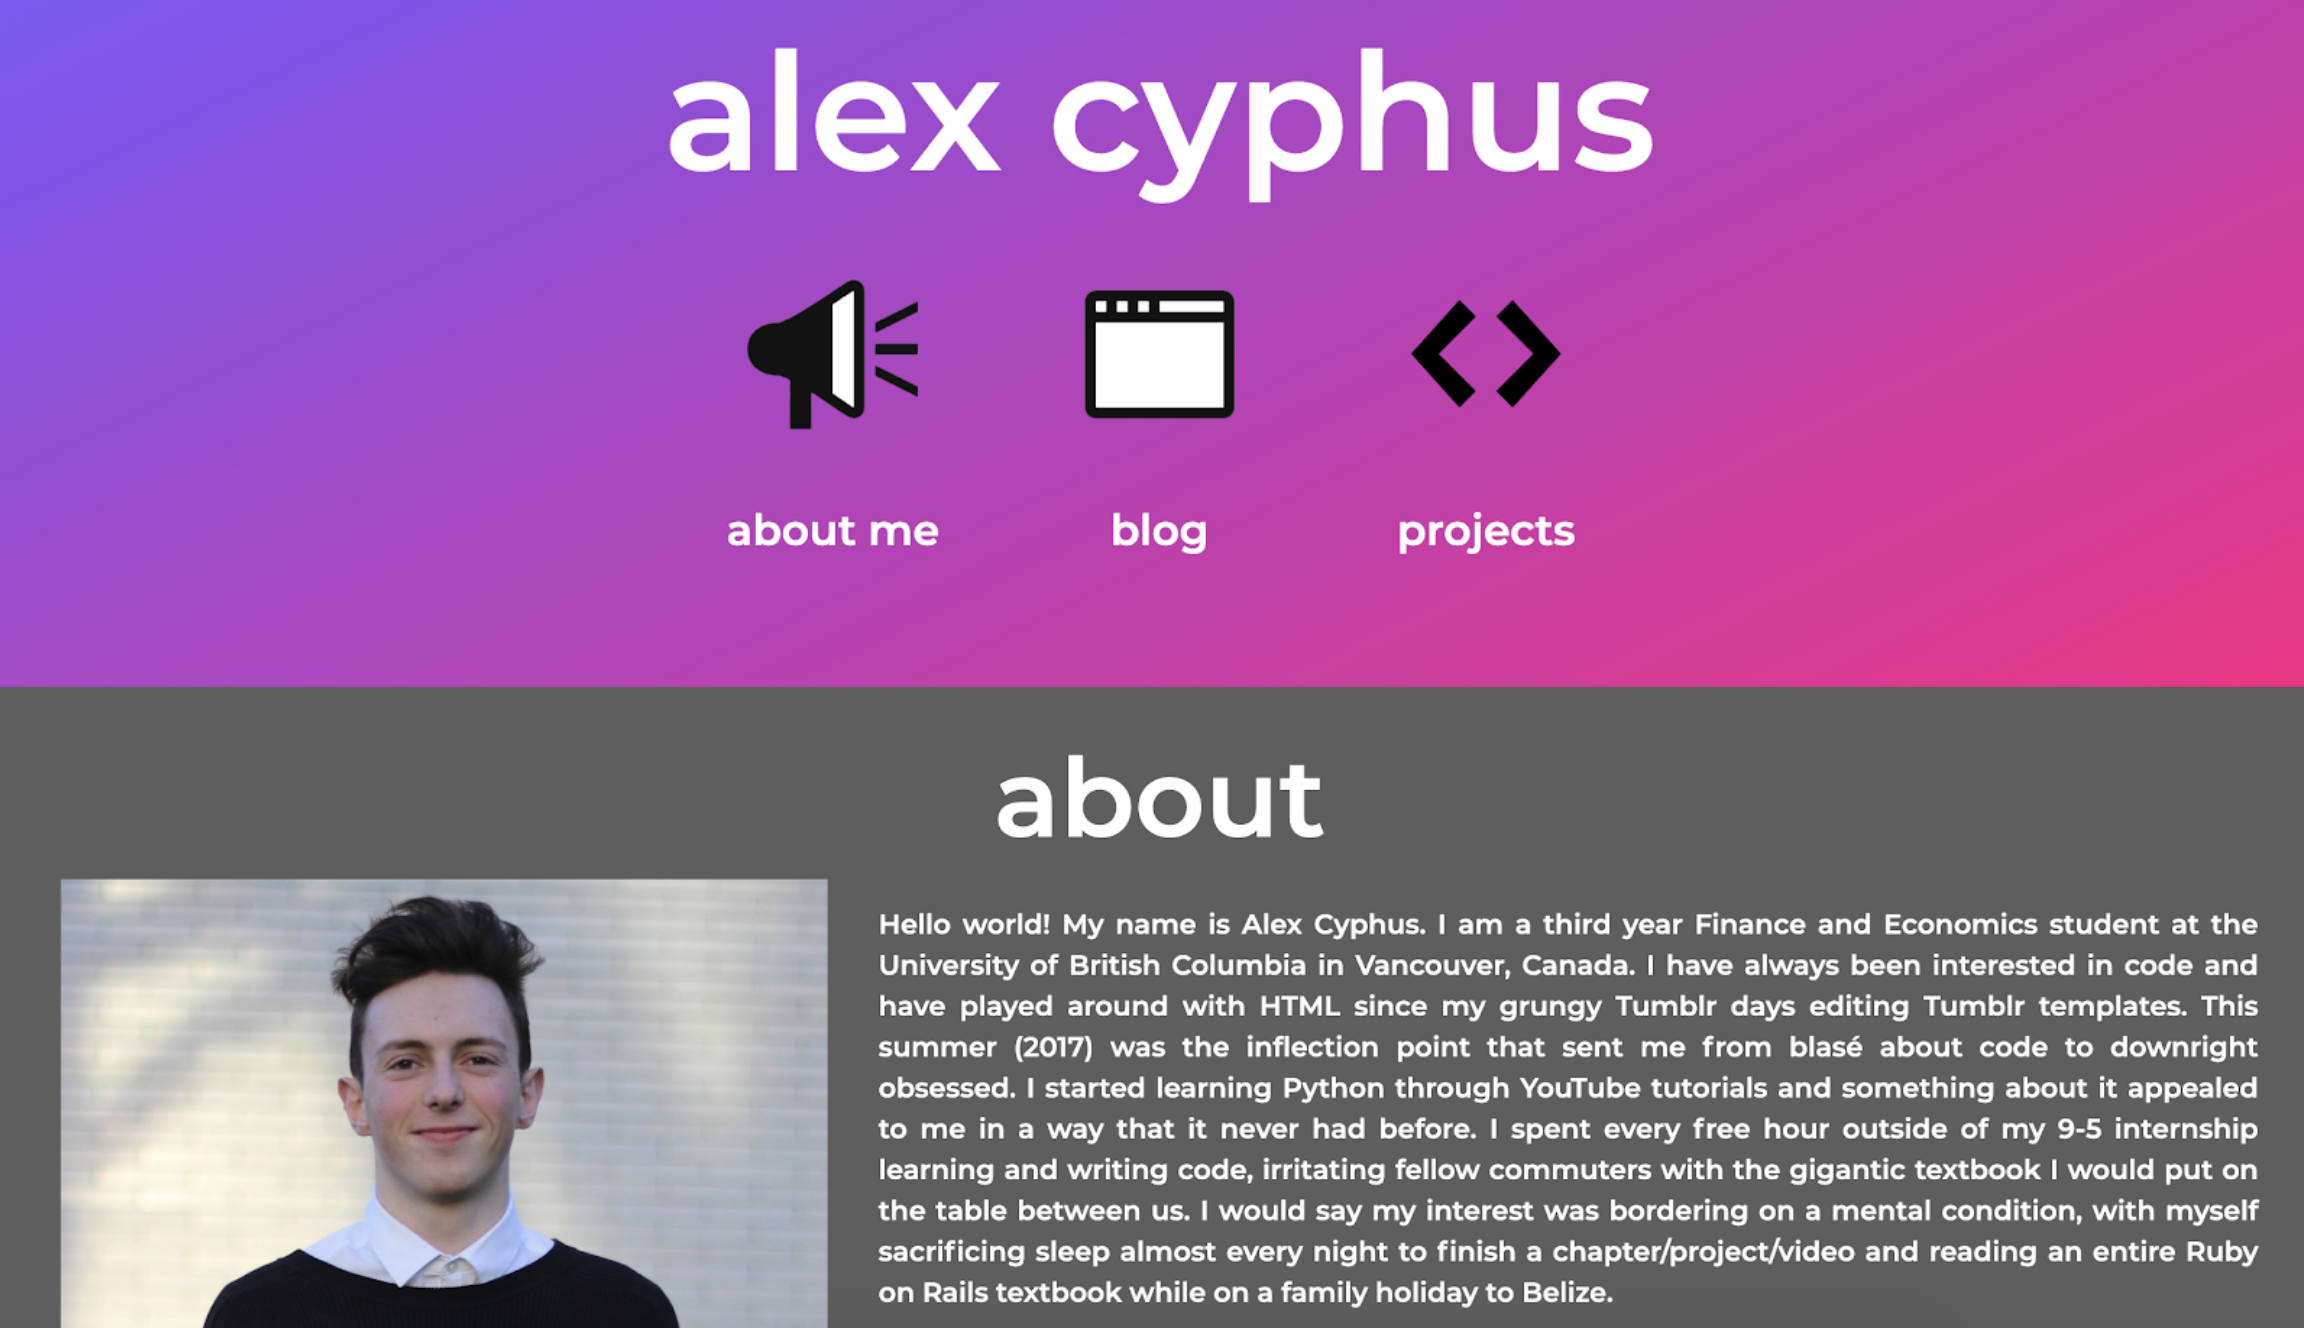 alex cyphus
about me
blog
projects
about
Hello world! My name is Alex Cyphus. I am a third year Finance and Economics student at the
University of British Columbia in Vancouver, Canada. I have always been interested in code and
have played around with HTML since my grungy Tumblr days editing Tumblr templates. This
summer (2017) was the inflection point that sent me from blasé about code to downright
obsessed. I started learning Python through YouTube tutorials and something about it appealed
to me in a way that it never had before. I spent every free hour outside of my 9-5 internship
learning and writing code, irritating fellow commuters with the gigantic textbook I would put on
the table between us. I would say my interest was bordering on a mental condition, with myself
sacrificing sleep almost every night to finish a chapter/project/video and reading an entire Ruby
on Rails textbook while on a family holiday to Belize.